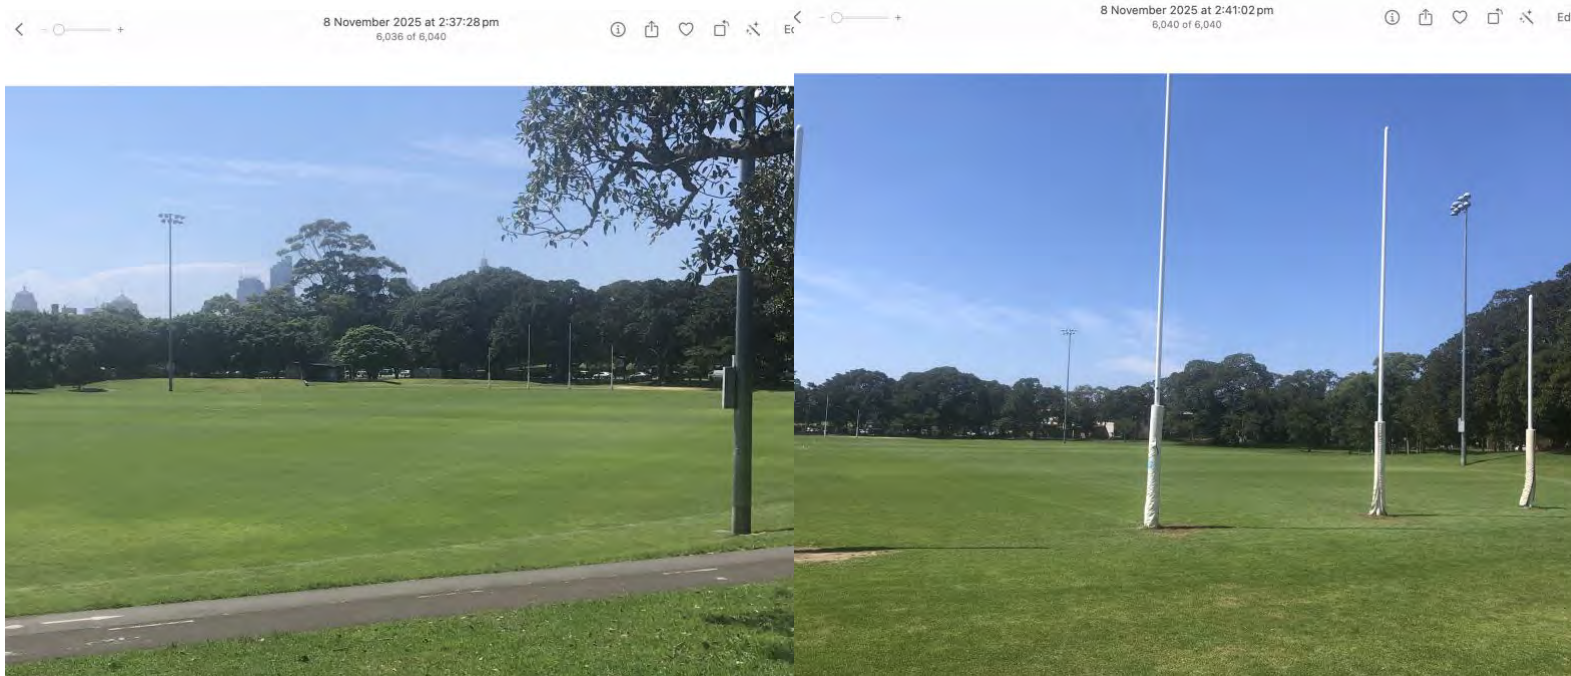 8 November 2025 at 2:37:28 pm
6,036 of 6,040
8 November 2025 at 2:41:02 pm
6,040 of 6,040
Ed